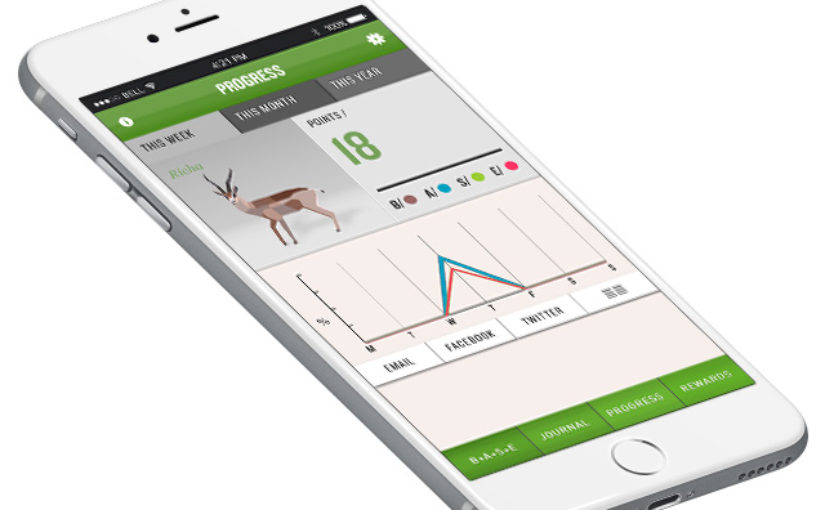 BELL 4:21 PM 100%
PROGRESS
THIS WEEK THIS MONTH THIS YEAR
Richa
POINTS /
18
B/ A/ S/ E/
%
M T W T F S S
EMAIL FACEBOOK TWITTER
B+A+S+E JOURNAL PROGRESS REWARDS